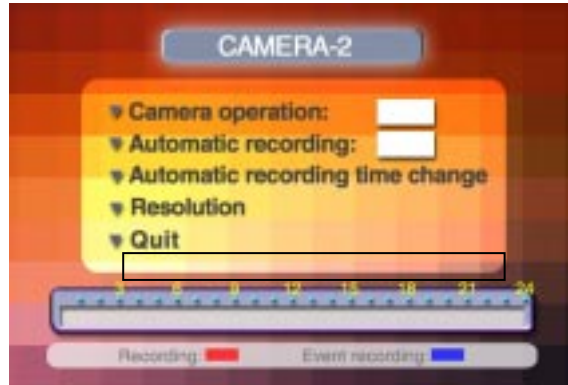 CAMERA-2
Camera operation:
Automatic recording:
Automatic recording time change
Resolution
Quit
3 6 9 12 15 18 21 24
Recording: Event recording: